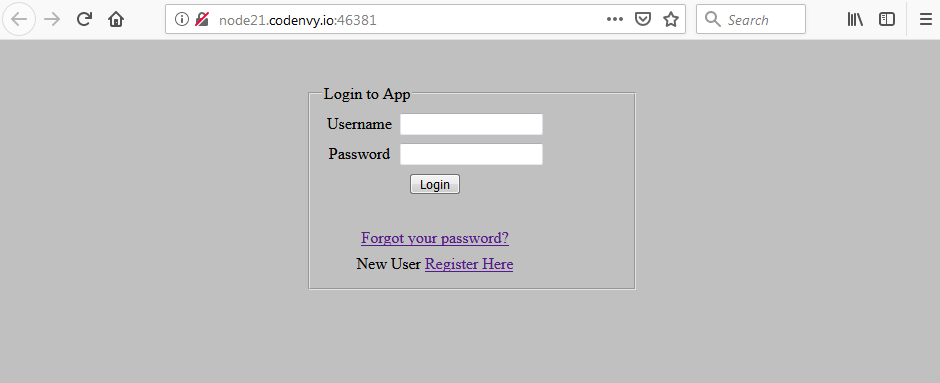 node21.codenvy.io:46381
Search
Login to App
Username
Password
Login
Forgot your password?
New User Register Here